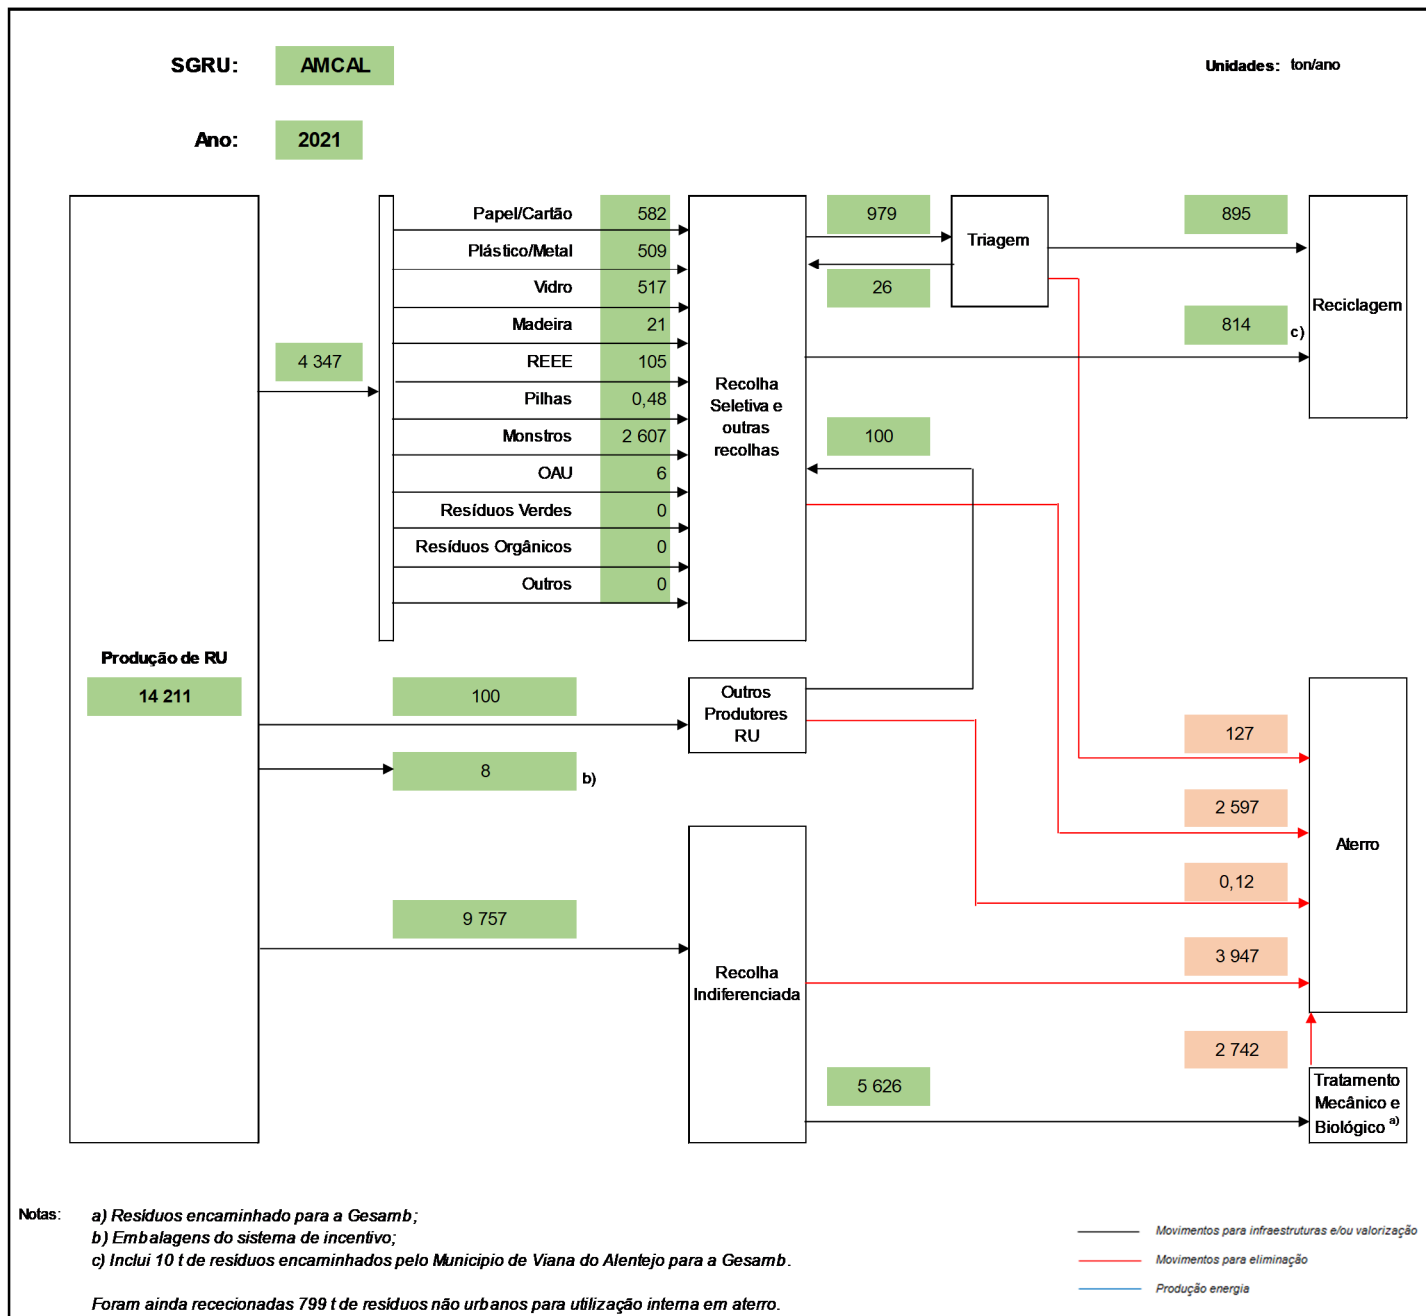 SGRU: AMCAL
Unidades: ton/ano
Ano: 2021
Papel/Cartão 582
Plástico/Metal 509
Vidro 517
Madeira 21
REEE 105
Pilhas 0,48
Monstros 2 607
OAU 6
Resíduos Verdes 0
Resíduos Orgânicos 0
Outros 0
4 347
Recolha
Seletiva e
outras
recolhas
979
26
Triagem
895
814 c)
Reciclagem
100
Produção de RU
14 211
100
Outros
Produtores
RU
8 b)
9 757
Recolha
Indiferenciada
127
2 597
0,12
3 947
2 742
Aterro
5 626
Tratamento
Mecânico e
Biológico a)
Notas: a) Resíduos encaminhado para a Gesamb;
b) Embalagens do sistema de incentivo;
c) Inclui 10 t de resíduos encaminhados pelo Municipio de Viana do Alentejo para a Gesamb.
Foram ainda rececionadas 799 t de resíduos não urbanos para utilização interna em aterro.
Movimentos para infraestruturas e/ou valorização
Movimentos para eliminação
Produção energia